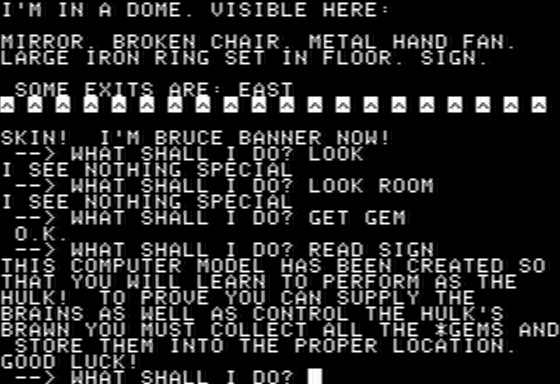 I'M IN A DOME. VISIBLE HERE:
MIRROR. BROKEN CHAIR. METAL HAND FAN.
LARGE IRON RING SET IN FLOOR. SIGN.
SOME EXITS ARE: EAST
SKIN! I'M BRUCE BANNER NOW!
--> WHAT SHALL I DO? LOOK
I SEE NOTHING SPECIAL
--> WHAT SHALL I DO? LOOK ROOM
I SEE NOTHING SPECIAL
--> WHAT SHALL I DO? GET GEM
O.K.
--> WHAT SHALL I DO? READ SIGN
THIS COMPUTER MODEL HAS BEEN CREATED SO
THAT YOU WILL LEARN TO PERFORM AS THE
HULK! TO PROVE YOU CAN SUPPLY THE
BRAINS AS WELL AS CONTROL THE HULK'S
BRAWN YOU MUST COLLECT ALL THE *GEMS AND
STORE THEM INTO THE PROPER LOCATION.
GOOD LUCK!
--> WHAT SHALL I DO?